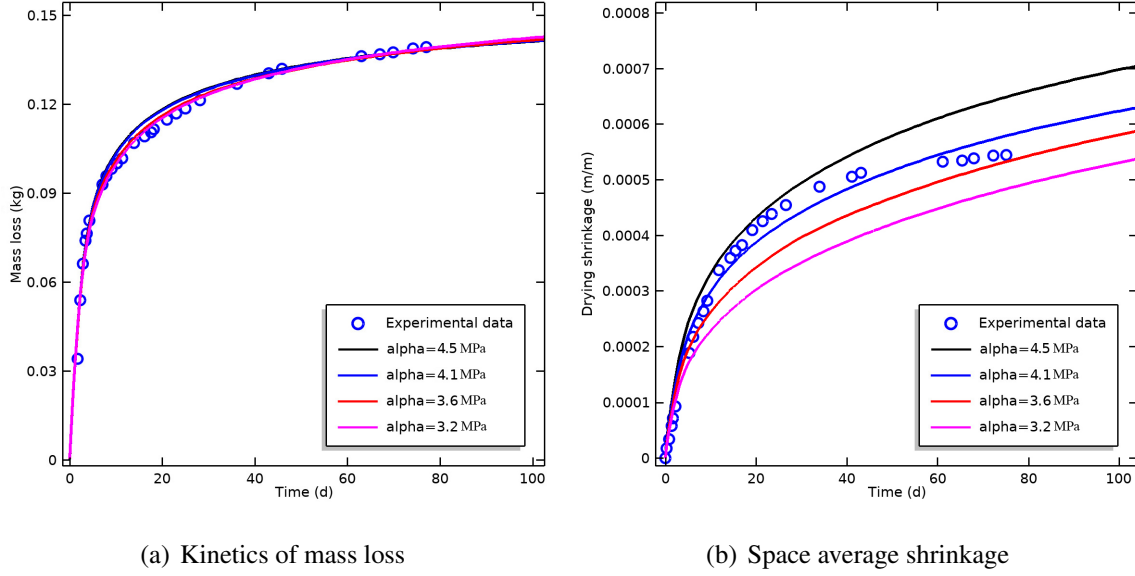 0.15
0.12
0.09
0.06
0.03
0
Mass loss (kg)
0
20
40
60
80
100
Time (d)
Experimental data
alpha=4.5 MPa
alpha=4.1 MPa
alpha=3.6 MPa
alpha=3.2 MPa
(a) Kinetics of mass loss
0.0008
0.0007
0.0006
0.0005
0.0004
0.0003
0.0002
0.0001
0
Drying shrinkage (m/m)
0
20
40
60
80
100
Time (d)
Experimental data
alpha=4.5 MPa
alpha=4.1 MPa
alpha=3.6 MPa
alpha=3.2 MPa
(b) Space average shrinkage